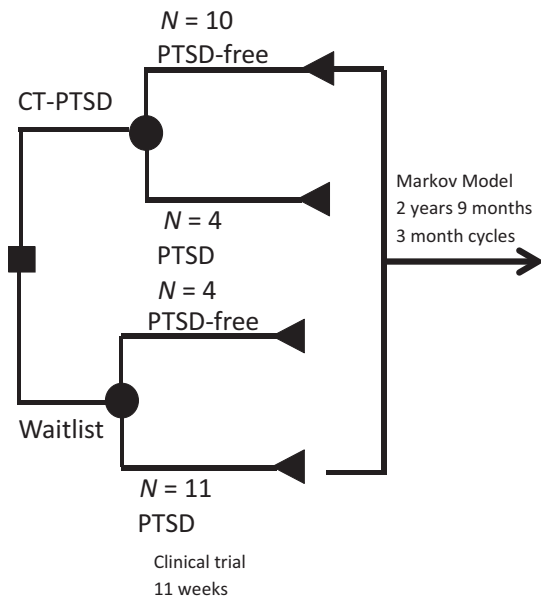 N = 10
PTSD-free
CT-PTSD
N = 4
PTSD
Markov Model
2 years 9 months
3 month cycles
N = 4
PTSD-free
Waitlist
N = 11
PTSD
Clinical trial
11 weeks